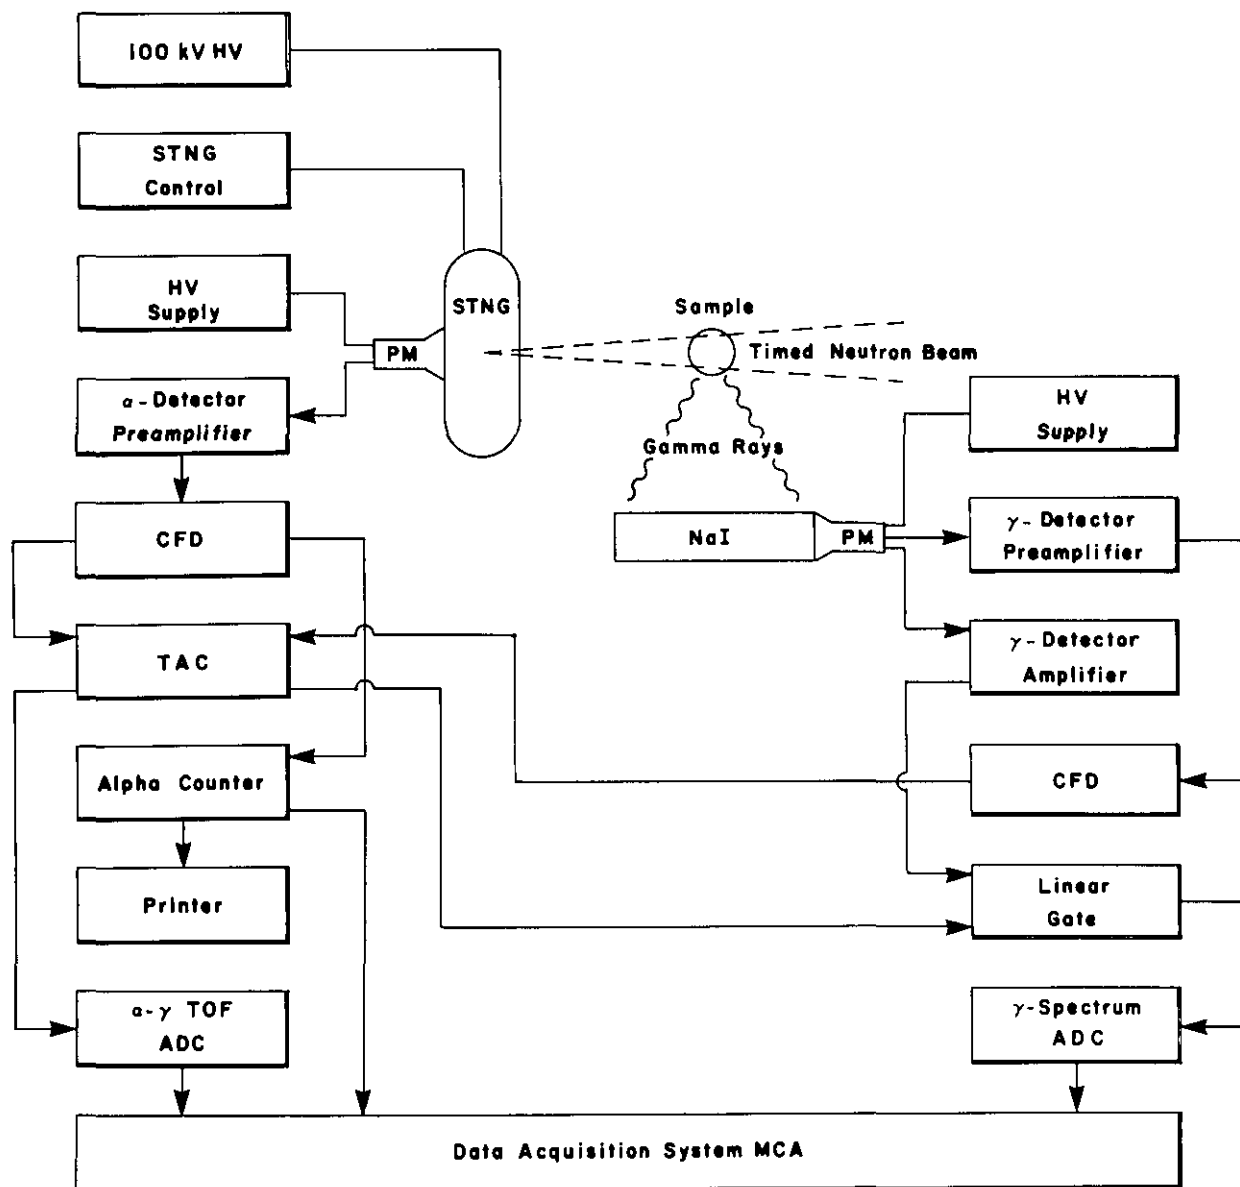 100 kV HV
STNG
Control
HV
Supply
STNG
PM
Sample
Timed Neutron Beam
α-Detector
Preamplifier
Gamma Rays
HV
Supply
CFD
NaI
PM
γ-Detector
Preamplifier
TAC
γ-Detector
Amplifier
Alpha Counter
CFD
Printer
Linear
Gate
α-γ TOF
ADC
γ-Spectrum
ADC
Data Acquisition System MCA